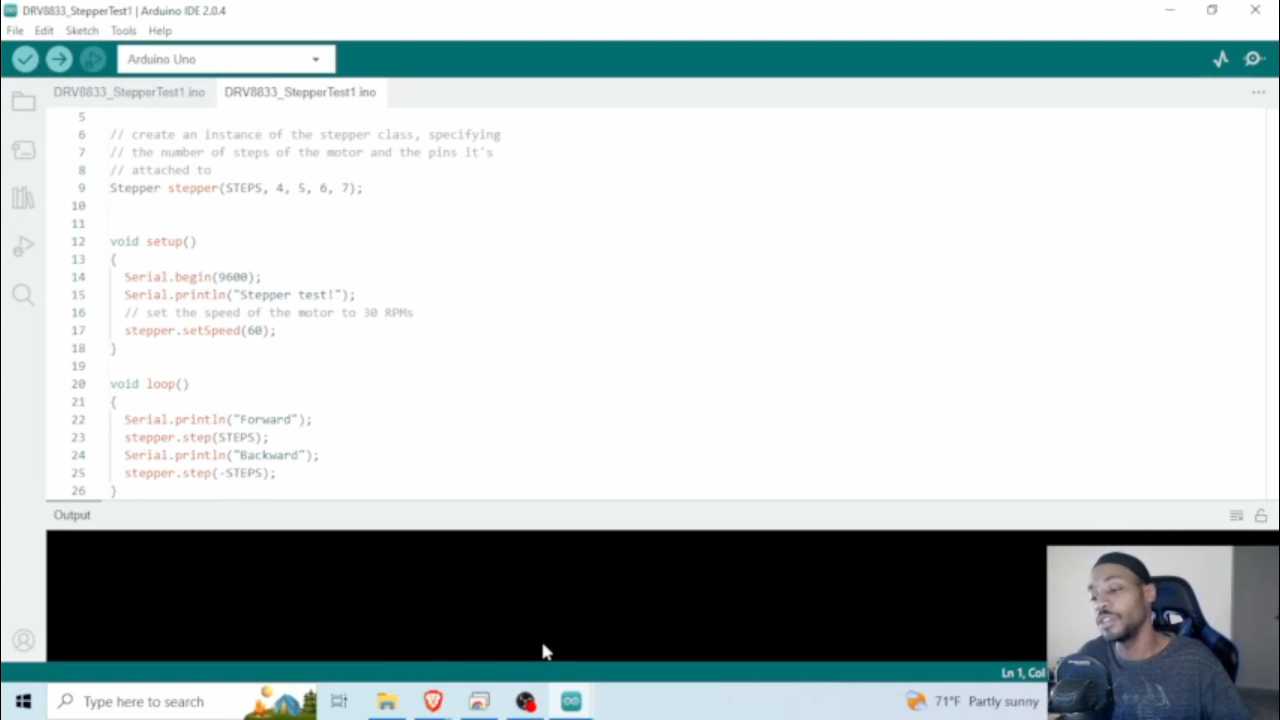 DRV8833_StepperTest1 | Arduino IDE 2.0.4
File Edit Sketch Tools Help
Arduino Uno
DRV8833_StepperTest1.ino DRV8833_StepperTest1.ino
5
6 // create an instance of the stepper class, specifying
7 // the number of steps of the motor and the pins it's
8 // attached to
9 Stepper stepper(STEPS, 4, 5, 6, 7);
10
11
12 void setup()
13 {
14 Serial.begin(9600);
15 Serial.println("Stepper test!");
16 // set the speed of the motor to 30 RPMs
17 stepper.setSpeed(60);
18 }
19
20 void loop()
21 {
22 Serial.println("Forward");
23 stepper.step(STEPS);
24 Serial.println("Backward");
25 stepper.step(-STEPS);
26 }
Output
Ln 1, Col
Type here to search 71°F Partly sunny